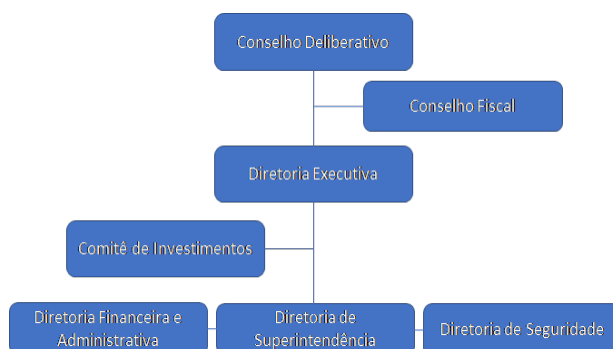 Conselho Deliberativo
Conselho Fiscal
Diretoria Executiva
Comitê de Investimentos
Diretoria Financeira e
Administrativa
Diretoria de
Superintendência
Diretoria de Seguridade